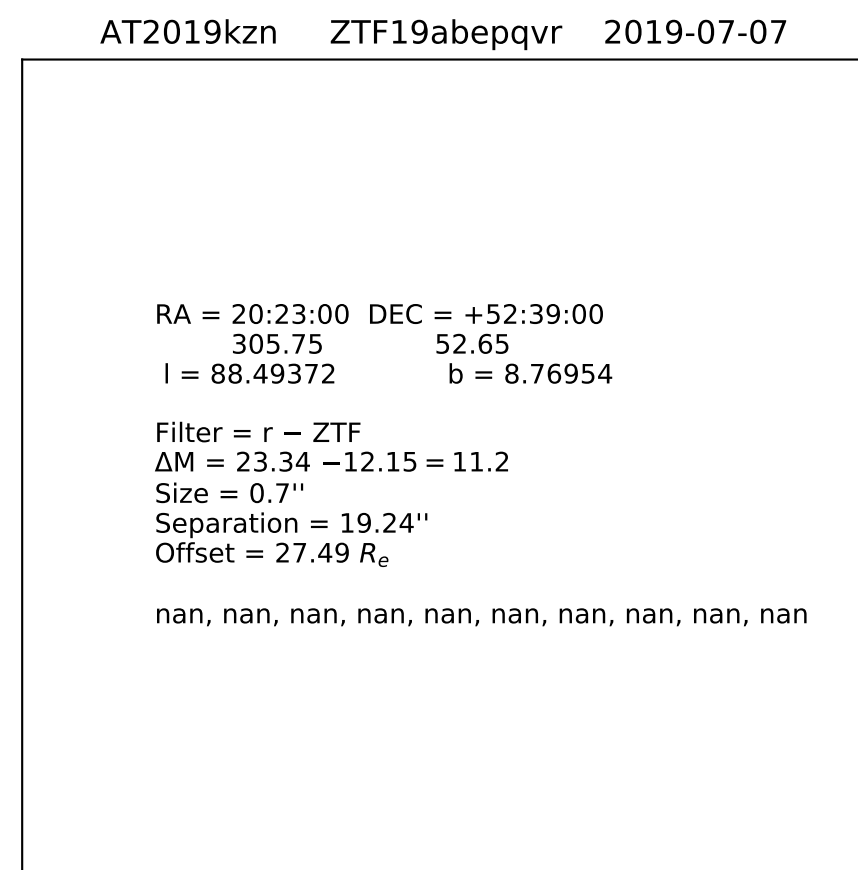 AT2019kzn ZTF19abepqvr 2019-07-07
RA = 20:23:00 DEC = +52:39:00
305.75 52.65
l = 88.49372 b = 8.76954
Filter = r − ZTF
ΔM = 23.34 −12.15 = 11.2
Size = 0.7''
Separation = 19.24''
Offset = 27.49 Rₑ
nan, nan, nan, nan, nan, nan, nan, nan, nan, nan